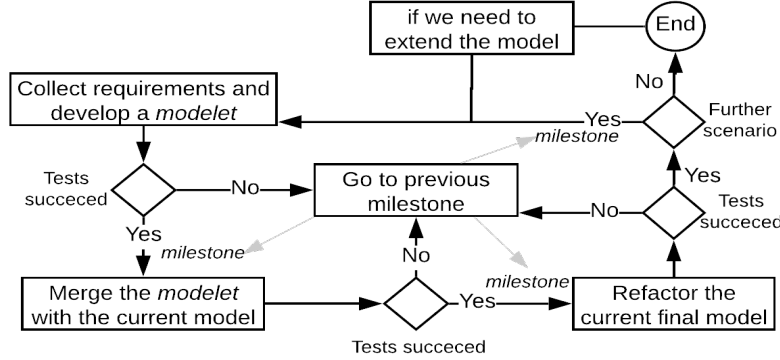 if we need to
extend the model
End
No
Collect requirements and
develop a modelet
Yes
milestone
Further
scenario
Tests
succeced
No
Go to previous
milestone
Yes
No
Tests
succeced
Yes
milestone
No
milestone
Merge the modelet
with the current model
Yes
Refactor the
current final model
Tests succeced